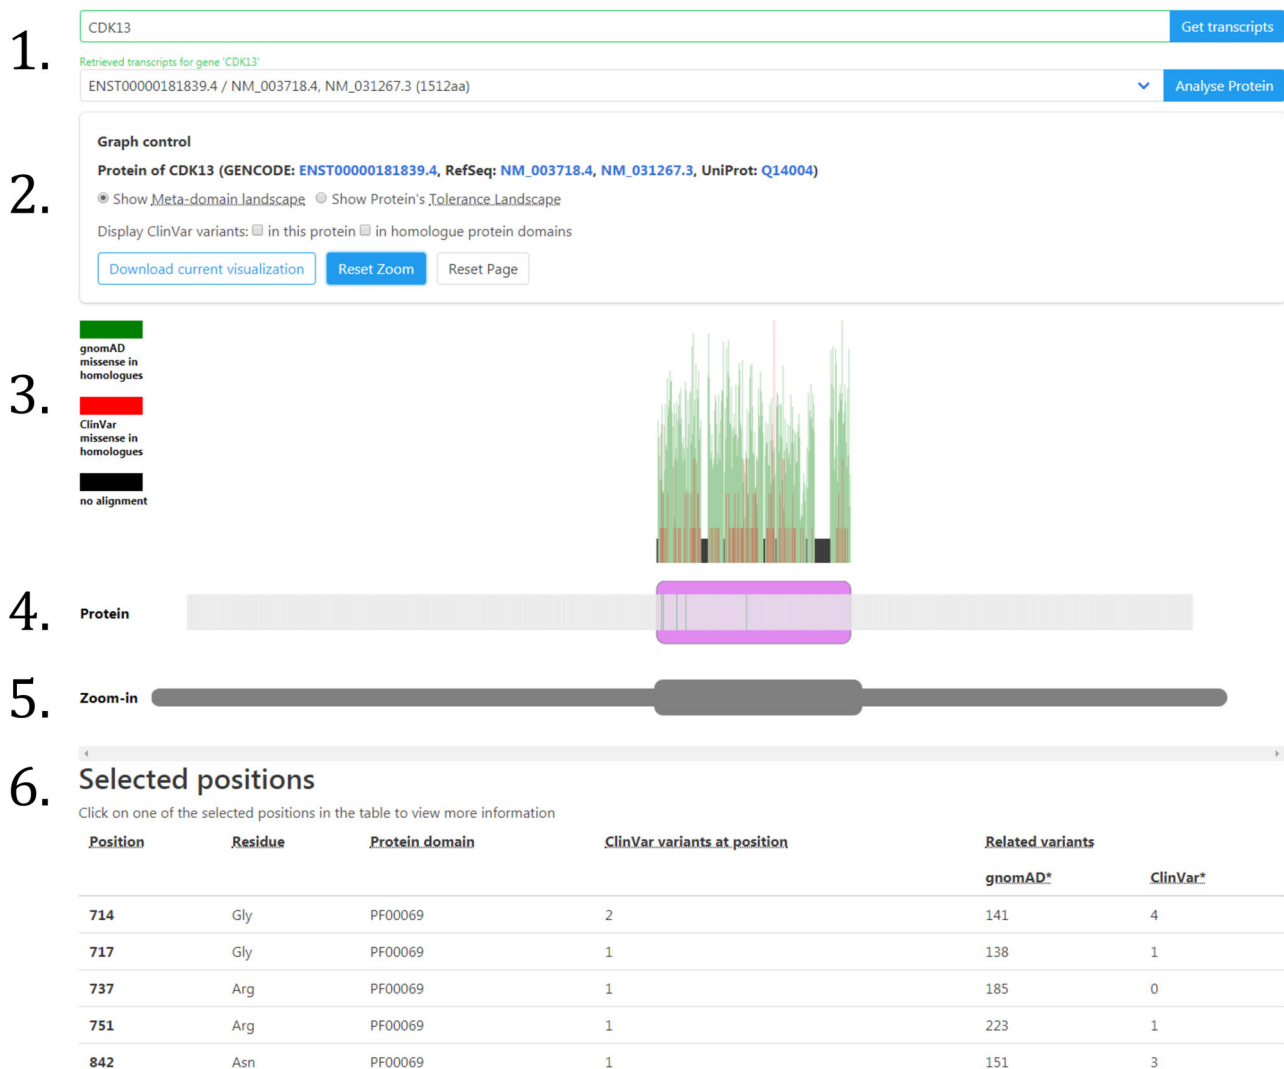 1.
CDK13
Get transcripts
Retrieved transcripts for gene 'CDK13'
ENST00000181839.4 / NM_003718.4, NM_031267.3 (1512aa)
Analyse Protein
2.
Graph control
Protein of CDK13 (GENCODE: ENST00000181839.4, RefSeq: NM_003718.4, NM_031267.3, UniProt: Q14004)
Show Meta-domain landscape Show Protein's Tolerance Landscape
Display ClinVar variants: in this protein in homologue protein domains
Download current visualization Reset Zoom Reset Page
3.
gnomAD
missense in
homologues
ClinVar
missense in
homologues
no alignment
4.
Protein
5.
Zoom-in
6.
Selected positions
Click on one of the selected positions in the table to view more information
Position Residue Protein domain ClinVar variants at position Related variants
gnomAD* ClinVar*
714 Gly PF00069 2 141 4
717 Gly PF00069 1 138 1
737 Arg PF00069 1 185 0
751 Arg PF00069 1 223 1
842 Asn PF00069 1 151 3